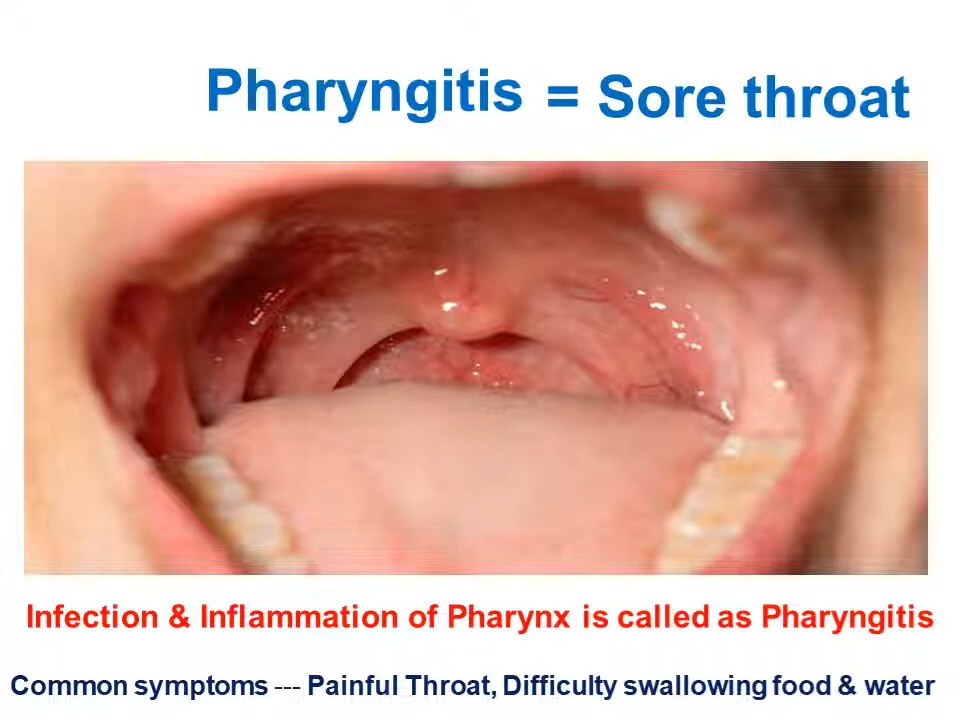 Pharyngitis = Sore throat
Infection & Inflammation of Pharynx is called as Pharyngitis
Common symptoms --- Painful Throat, Difficulty swallowing food & water